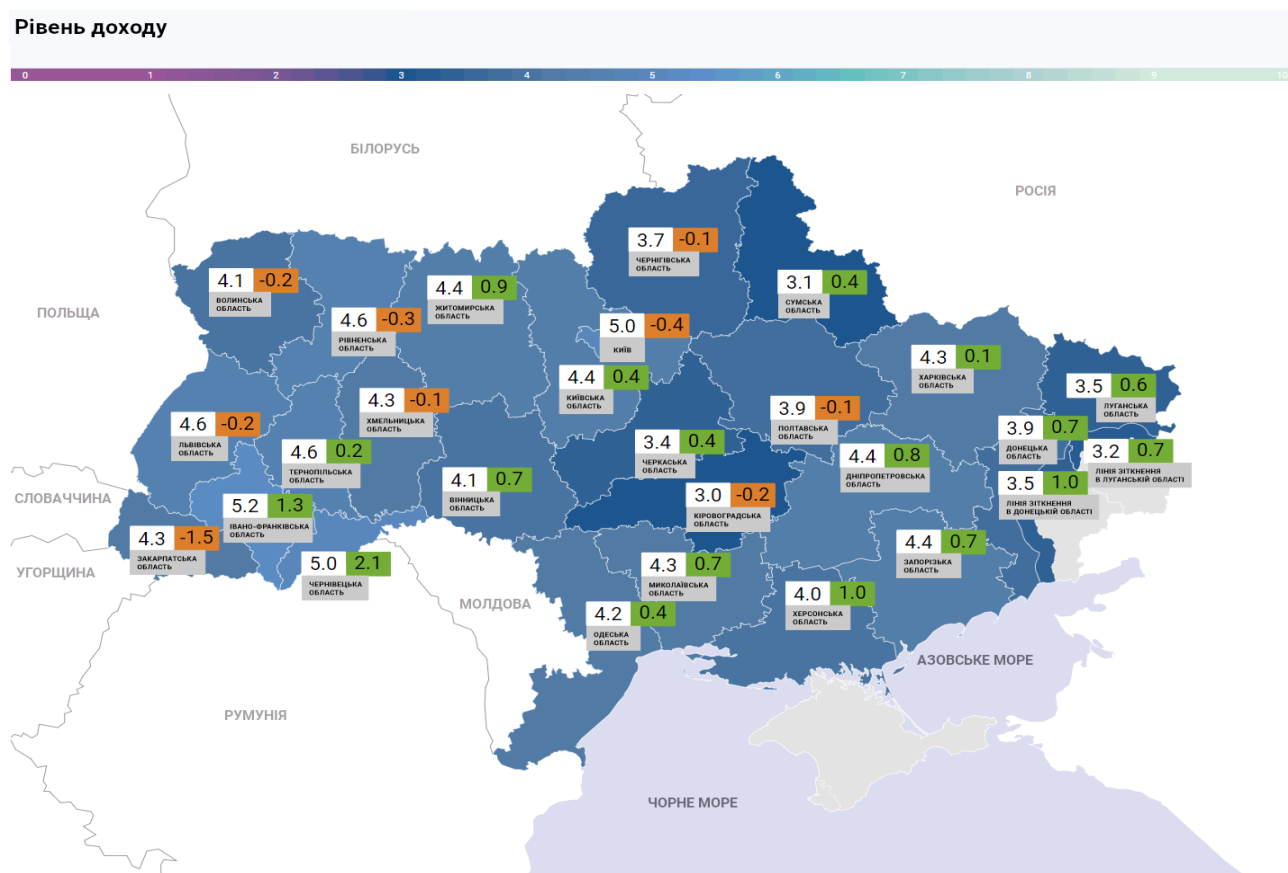 Рівень доходу
0 1 2 3 4 5 6 7 8 9 10
БІЛОРУСЬ
РОСІЯ
ПОЛЬЩА
СЛОВАЧЧИНА
УГОРЩИНА
РУМУНІЯ
МОЛДОВА
АЗОВСЬКЕ МОРЕ
ЧОРНЕ МОРЕ
3.7 -0.1
ЧЕРНІГІВСЬКА
ОБЛАСТЬ
3.1 0.4
СУМСЬКА
ОБЛАСТЬ
4.1 -0.2
ВОЛИНСЬКА
ОБЛАСТЬ
4.6 -0.3
РІВНЕНСЬКА
ОБЛАСТЬ
4.4 0.9
ЖИТОМИРСЬКА
ОБЛАСТЬ
5.0 -0.4
КИЇВ
4.4 0.4
КИЇВСЬКА
ОБЛАСТЬ
4.3 0.1
ХАРКІВСЬКА
ОБЛАСТЬ
3.5 0.6
ЛУГАНСЬКА
ОБЛАСТЬ
4.6 -0.2
ЛЬВІВСЬКА
ОБЛАСТЬ
4.3 -0.1
ХМЕЛЬНИЦЬКА
ОБЛАСТЬ
4.6 0.2
ТЕРНОПІЛЬСЬКА
ОБЛАСТЬ
3.4 0.4
ЧЕРКАСЬКА
ОБЛАСТЬ
3.9 -0.1
ПОЛТАВСЬКА
ОБЛАСТЬ
4.4 0.8
ДНІПРОПЕТРОВСЬКА
ОБЛАСТЬ
3.9 0.7
ДОНЕЦЬКА
ОБЛАСТЬ
3.2 0.7
ЛІНІЯ ЗІТКНЕННЯ
В ЛУГАНСЬКІЙ ОБЛАСТІ
3.5 1.0
ЛІНІЯ ЗІТКНЕННЯ
В ДОНЕЦЬКІЙ ОБЛАСТІ
4.1 0.7
ВІННИЦЬКА
ОБЛАСТЬ
3.0 -0.2
КІРОВОГРАДСЬКА
ОБЛАСТЬ
5.2 1.3
ІВАНО-ФРАНКІВСЬКА
ОБЛАСТЬ
4.3 -1.5
ЗАКАРПАТСЬКА
ОБЛАСТЬ
5.0 2.1
ЧЕРНІВЕЦЬКА
ОБЛАСТЬ
4.4 0.7
ЗАПОРІЗЬКА
ОБЛАСТЬ
4.3 0.7
МИКОЛАЇВСЬКА
ОБЛАСТЬ
4.0 1.0
ХЕРСОНСЬКА
ОБЛАСТЬ
4.2 0.4
ОДЕСЬКА
ОБЛАСТЬ